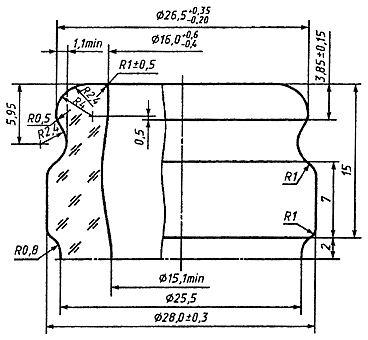 Ø26,5+0,35 -0,20
1,1min
Ø16,0+0,6 -0,4
R1±0,5
3,85±0,15
5,95
R2,4
R4
R0,5
R2,4
0,5
R1
R1
7
15
2
R0,8
Ø15,1min
Ø25,5
Ø28,0±0,3